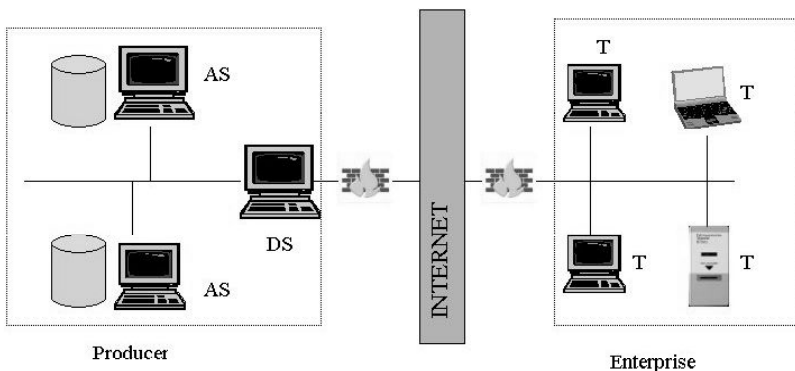 T
AS
T
DS
INTERNET
T
T
AS
Producer
Enterprise